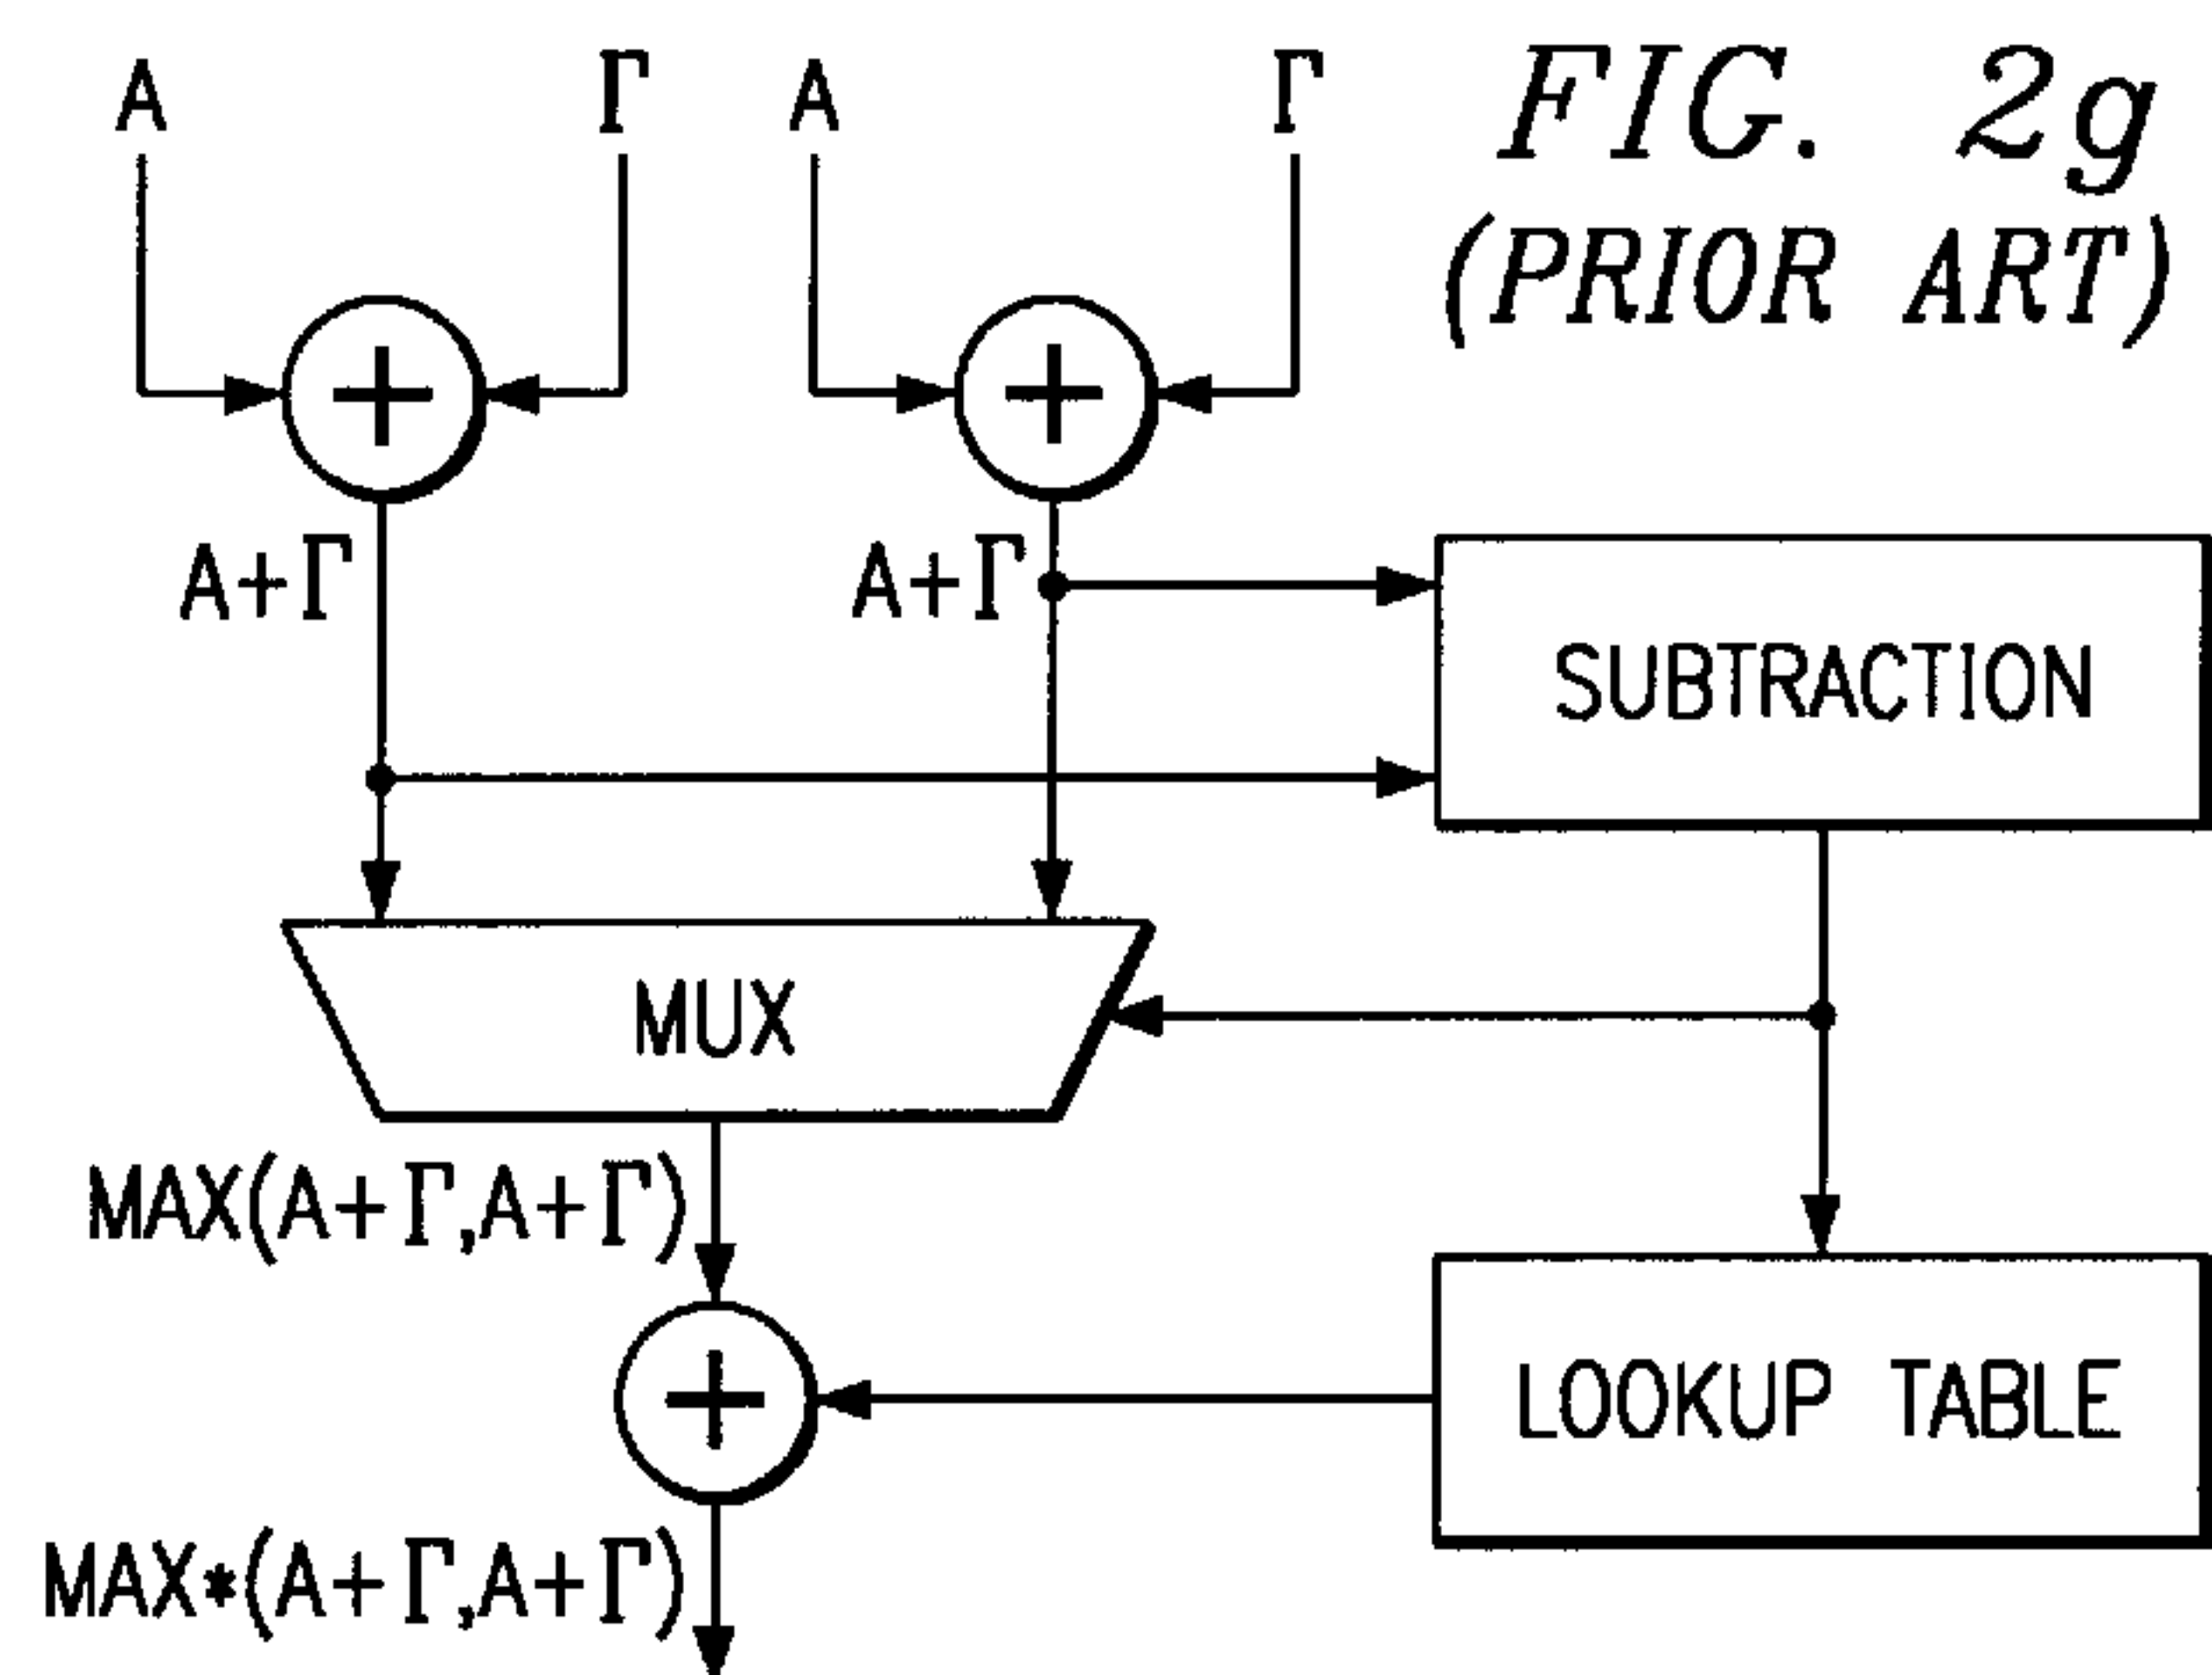 A Γ A Γ
FIG. 2g
(PRIOR ART)
+ +
A+Γ A+Γ
SUBTRACTION
MUX
MAX(A+Γ,A+Γ)
+
LOOKUP TABLE
MAX*(A+Γ,A+Γ)